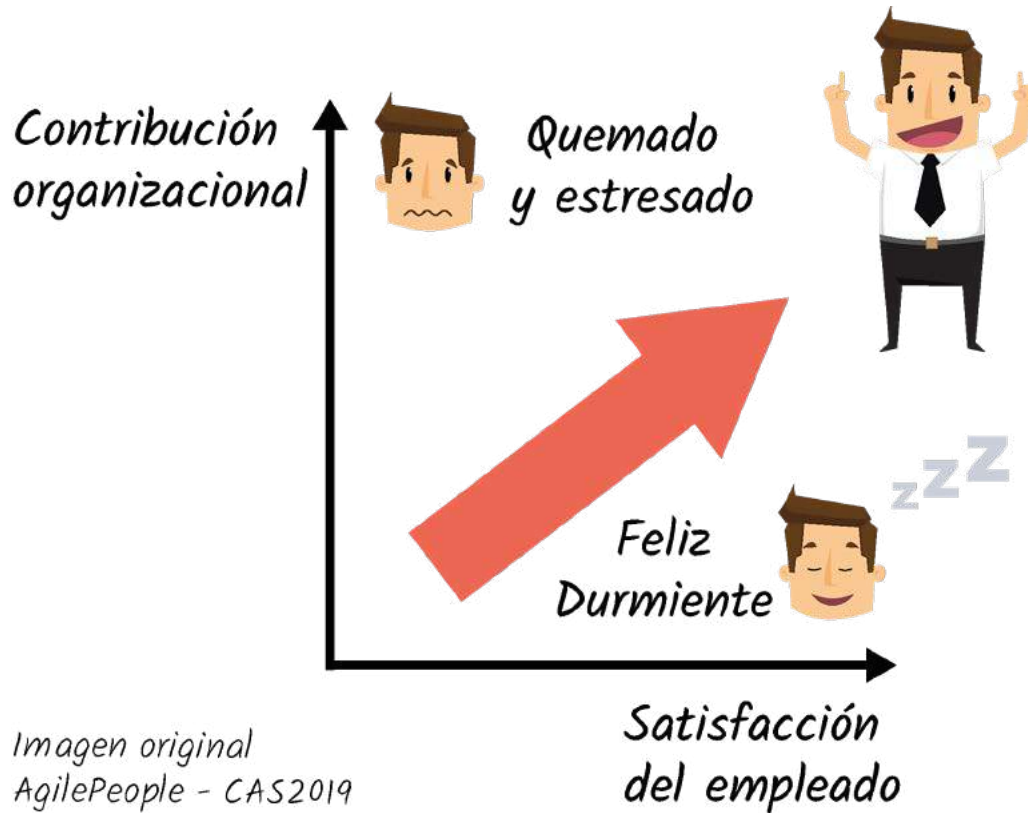 Contribución
organizacional
Quemado
y estresado
z z z
Feliz
Durmiente
Satisfacción
del empleado
Imagen original
AgilePeople - CAS2019